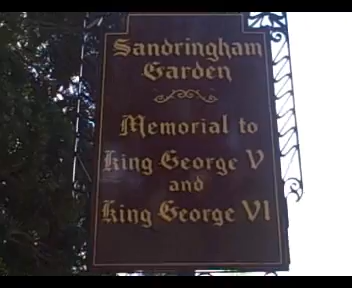 Sandringham
Garden
Memorial to
King George V
and
King George VI